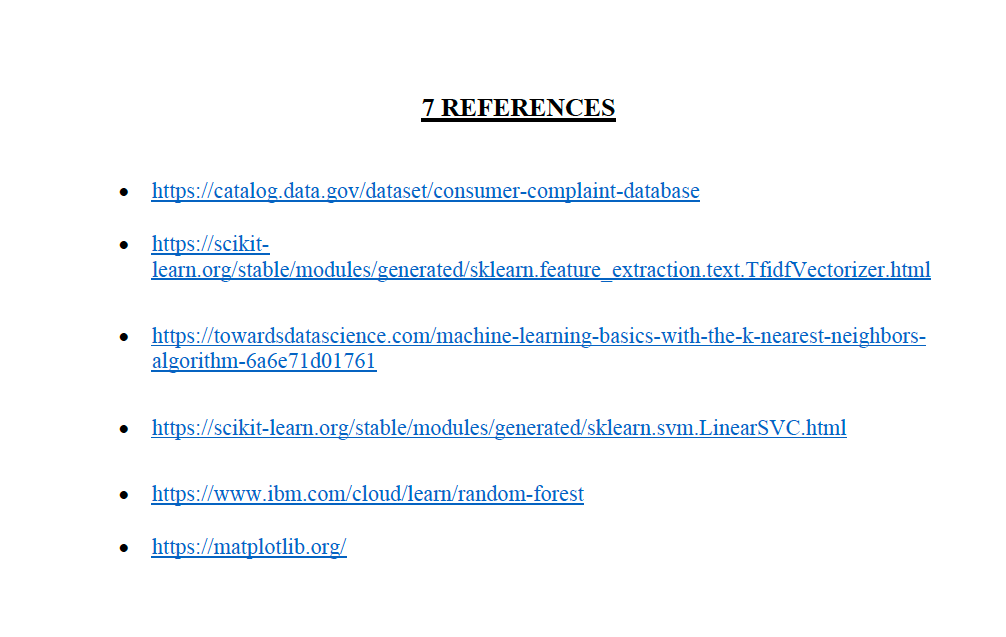 7 REFERENCES
• https://catalog.data.gov/dataset/consumer-complaint-database
• https://scikit-
learn.org/stable/modules/generated/sklearn.feature_extraction.text.TfidfVectorizer.html
• https://towardsdatascience.com/machine-learning-basics-with-the-k-nearest-neighbors-
algorithm-6a6e71d01761
• https://scikit-learn.org/stable/modules/generated/sklearn.svm.LinearSVC.html
• https://www.ibm.com/cloud/learn/random-forest
• https://matplotlib.org/